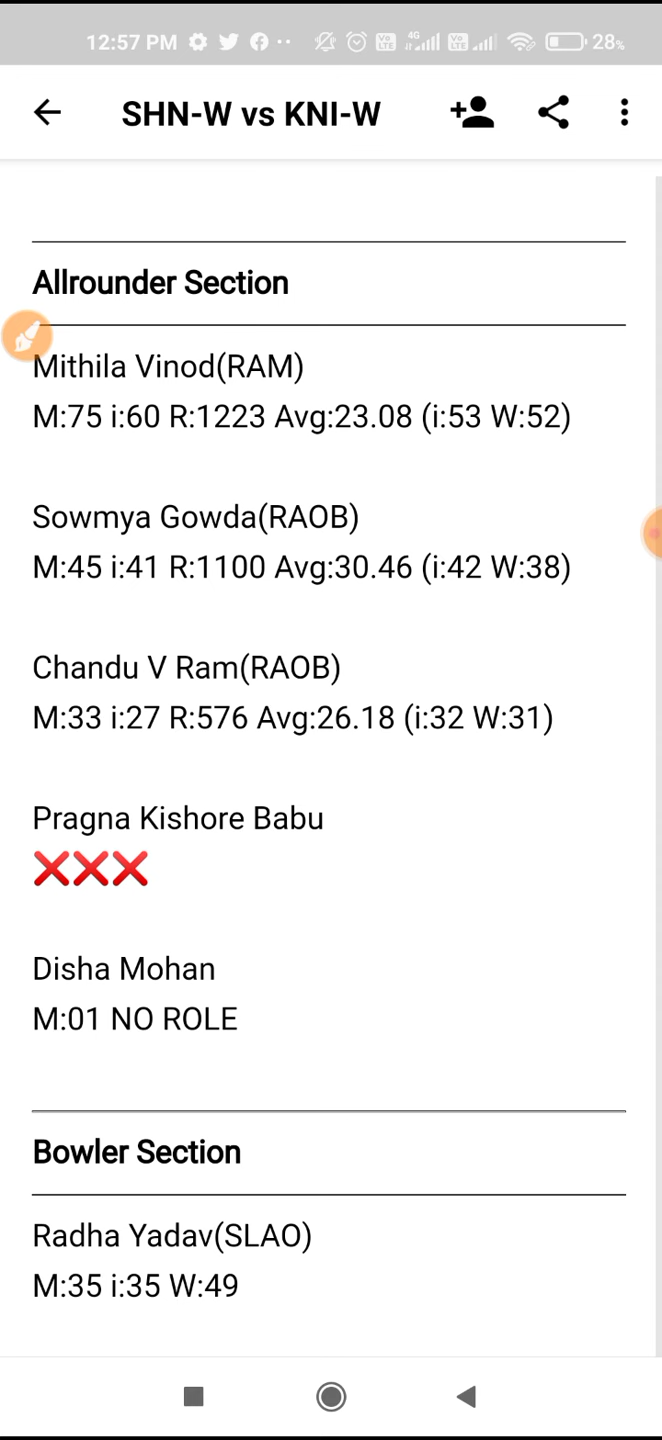 12:57 PM 4G 28%
SHN-W vs KNI-W
Allrounder Section
Mithila Vinod(RAM)
M:75 i:60 R:1223 Avg:23.08 (i:53 W:52)
Sowmya Gowda(RAOB)
M:45 i:41 R:1100 Avg:30.46 (i:42 W:38)
Chandu V Ram(RAOB)
M:33 i:27 R:576 Avg:26.18 (i:32 W:31)
Pragna Kishore Babu
❌❌❌
Disha Mohan
M:01 NO ROLE
Bowler Section
Radha Yadav(SLAO)
M:35 i:35 W:49